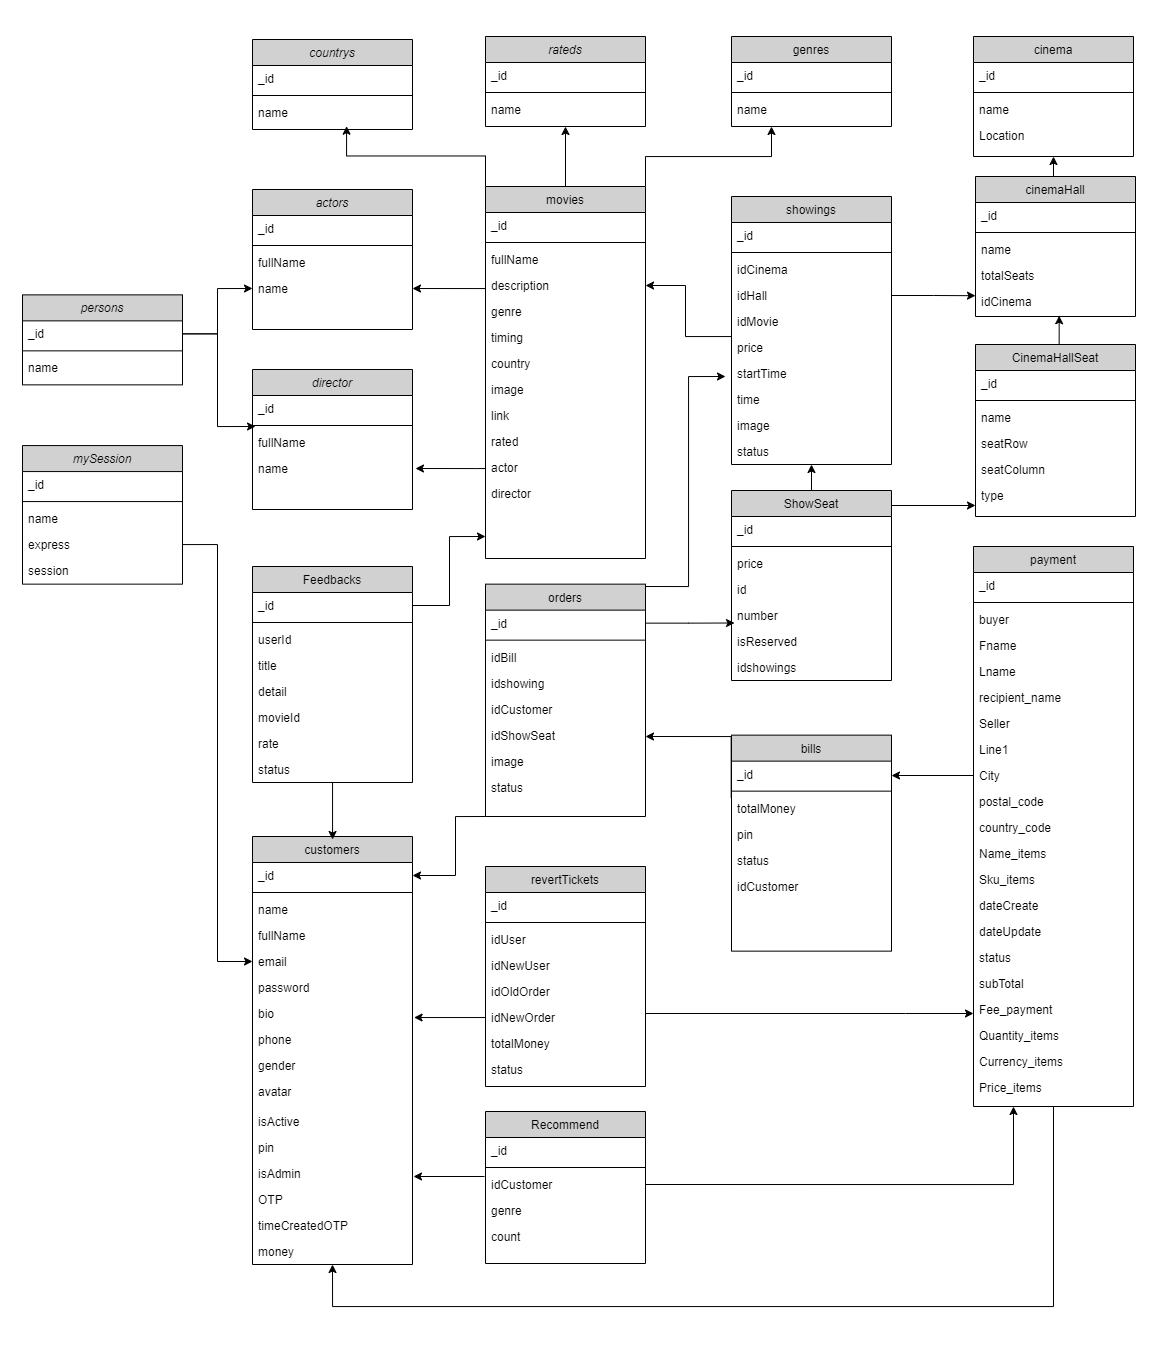 countrys
_id
name
rateds
_id
name
genres
_id
name
cinema
_id
name
Location
actors
_id
fullName
name
movies
_id
fullName
description
genre
timing
country
image
link
rated
actor
director
showings
_id
idCinema
idHall
idMovie
price
startTime
time
image
status
cinemaHall
_id
name
totalSeats
idCinema
persons
_id
name
director
_id
fullName
name
CinemaHallSeat
_id
name
seatRow
seatColumn
type
mySession
_id
name
express
session
ShowSeat
_id
price
id
number
isReserved
idshowings
Feedbacks
_id
userId
title
detail
movieId
rate
status
orders
_id
idBill
idshowing
idCustomer
idShowSeat
image
status
payment
_id
buyer
Fname
Lname
recipient_name
Seller
Line1
City
postal_code
country_code
Name_items
Sku_items
dateCreate
dateUpdate
status
subTotal
Fee_payment
Quantity_items
Currency_items
Price_items
bills
_id
totalMoney
pin
status
idCustomer
customers
_id
name
fullName
email
password
bio
phone
gender
avatar
isActive
pin
isAdmin
OTP
timeCreatedOTP
money
revertTickets
_id
idUser
idNewUser
idOldOrder
idNewOrder
totalMoney
status
Recommend
_id
idCustomer
genre
count